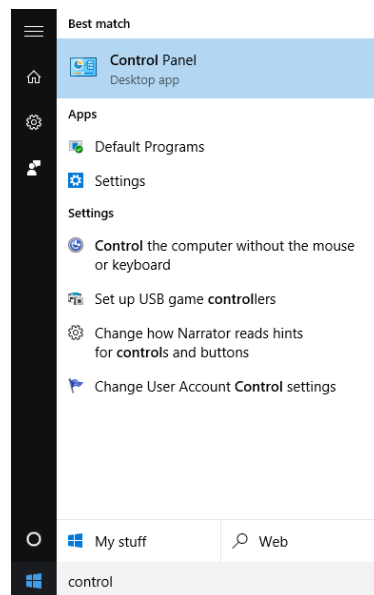 Best match
Control Panel
Desktop app
Apps
Default Programs
Settings
Settings
Control the computer without the mouse
or keyboard
Set up USB game controllers
Change how Narrator reads hints
for controls and buttons
Change User Account Control settings
My stuff
Web
control